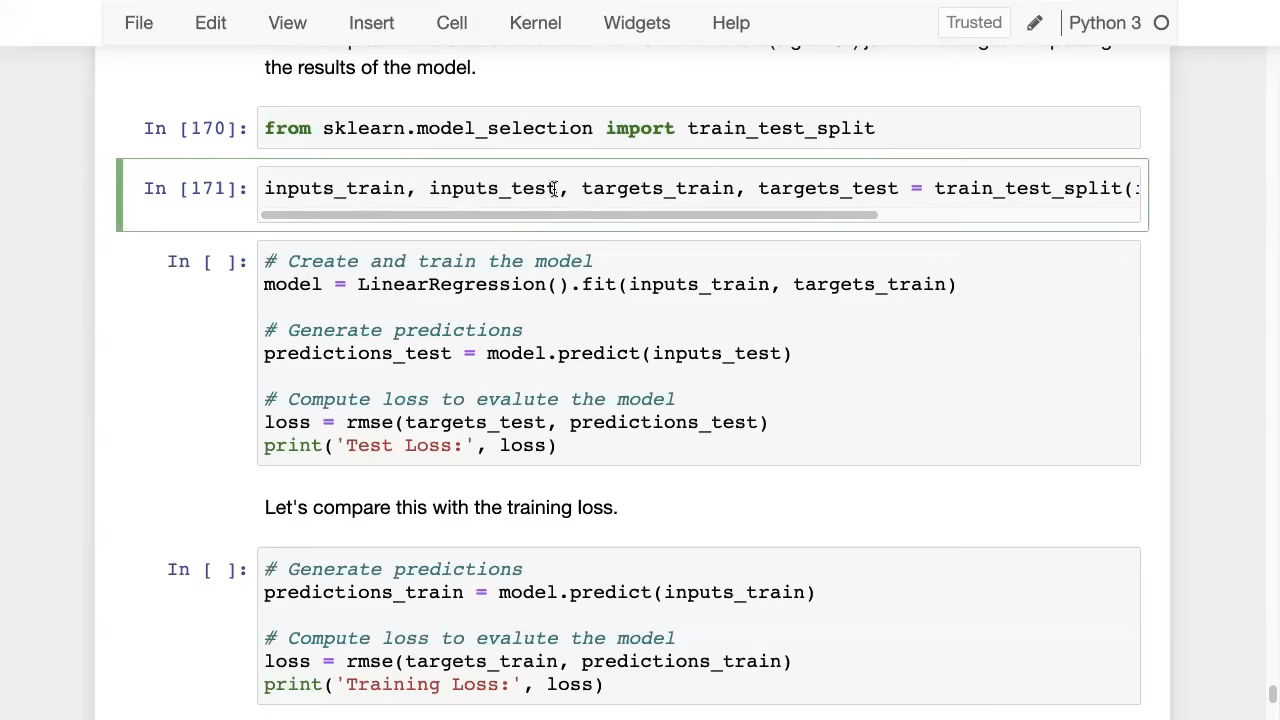 File Edit View Insert Cell Kernel Widgets Help Trusted Python 3
the results of the model.
In [170]: from sklearn.model_selection import train_test_split
In [171]: inputs_train, inputs_test, targets_train, targets_test = train_test_split(
In [ ]: # Create and train the model
model = LinearRegression().fit(inputs_train, targets_train)
# Generate predictions
predictions_test = model.predict(inputs_test)
# Compute loss to evalute the model
loss = rmse(targets_test, predictions_test)
print('Test Loss:', loss)
Let's compare this with the training loss.
In [ ]: # Generate predictions
predictions_train = model.predict(inputs_train)
# Compute loss to evalute the model
loss = rmse(targets_train, predictions_train)
print('Training Loss:', loss)